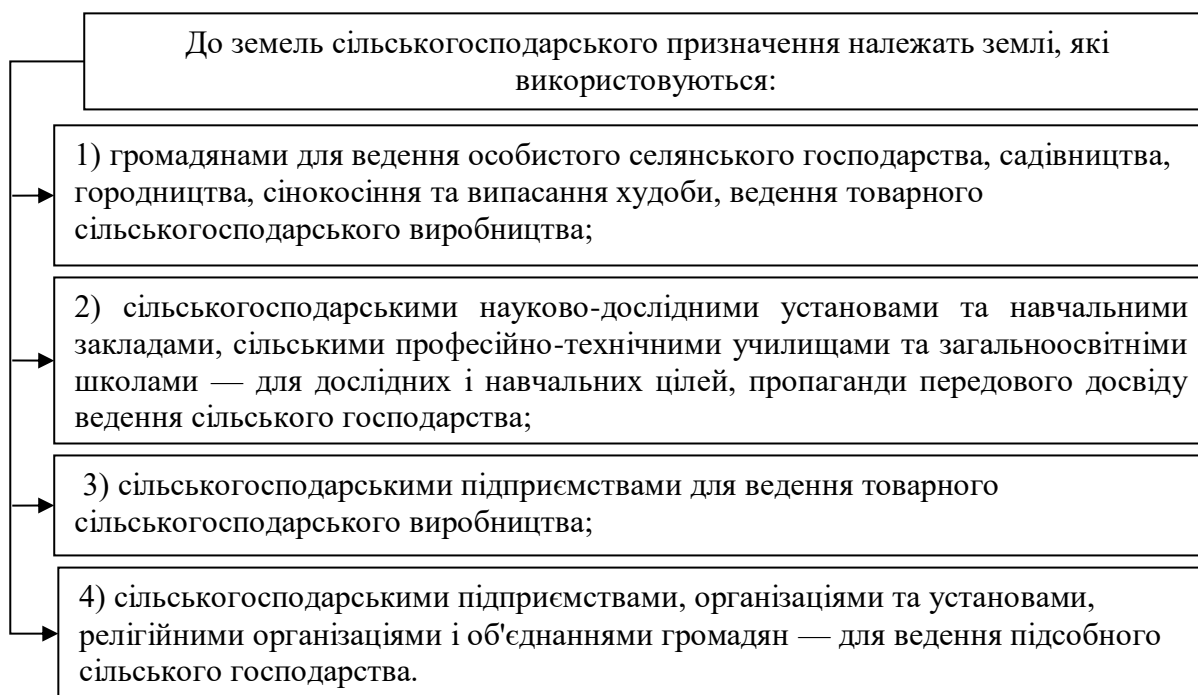 До земель сільськогосподарського призначення належать землі, які
використовуються:
1) громадянами для ведення особистого селянського господарства, садівництва,
городництва, сінокосіння та випасання худоби, ведення товарного
сільськогосподарського виробництва;
2) сільськогосподарськими науково-дослідними установами та навчальними
закладами, сільськими професійно-технічними училищами та загальноосвітніми
школами — для дослідних і навчальних цілей, пропаганди передового досвіду
ведення сільського господарства;
3) сільськогосподарськими підприємствами для ведення товарного
сільськогосподарського виробництва;
4) сільськогосподарськими підприємствами, організаціями та установами,
релігійними організаціями і об'єднаннями громадян — для ведення підсобного
сільського господарства.